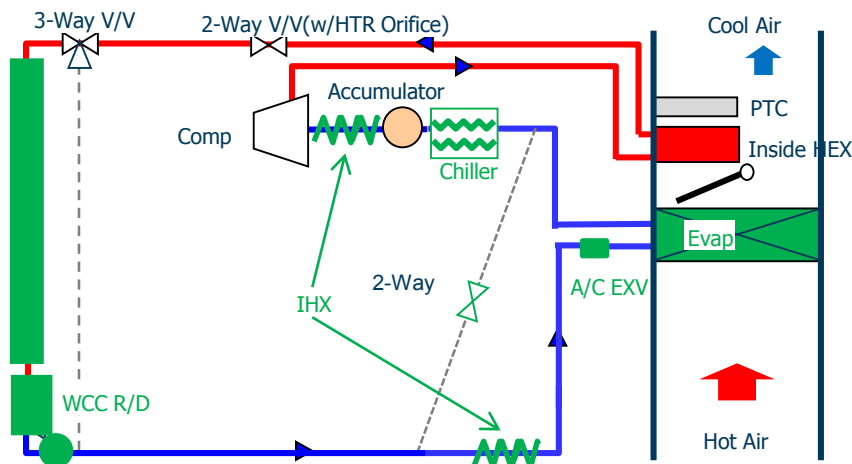 3-Way V/V
2-Way V/V(w/HTR Orifice)
Cool Air
Accumulator
PTC
Comp
Inside HEX
Chiller
Evap
2-Way
A/C EXV
IHX
WCC R/D
Hot Air